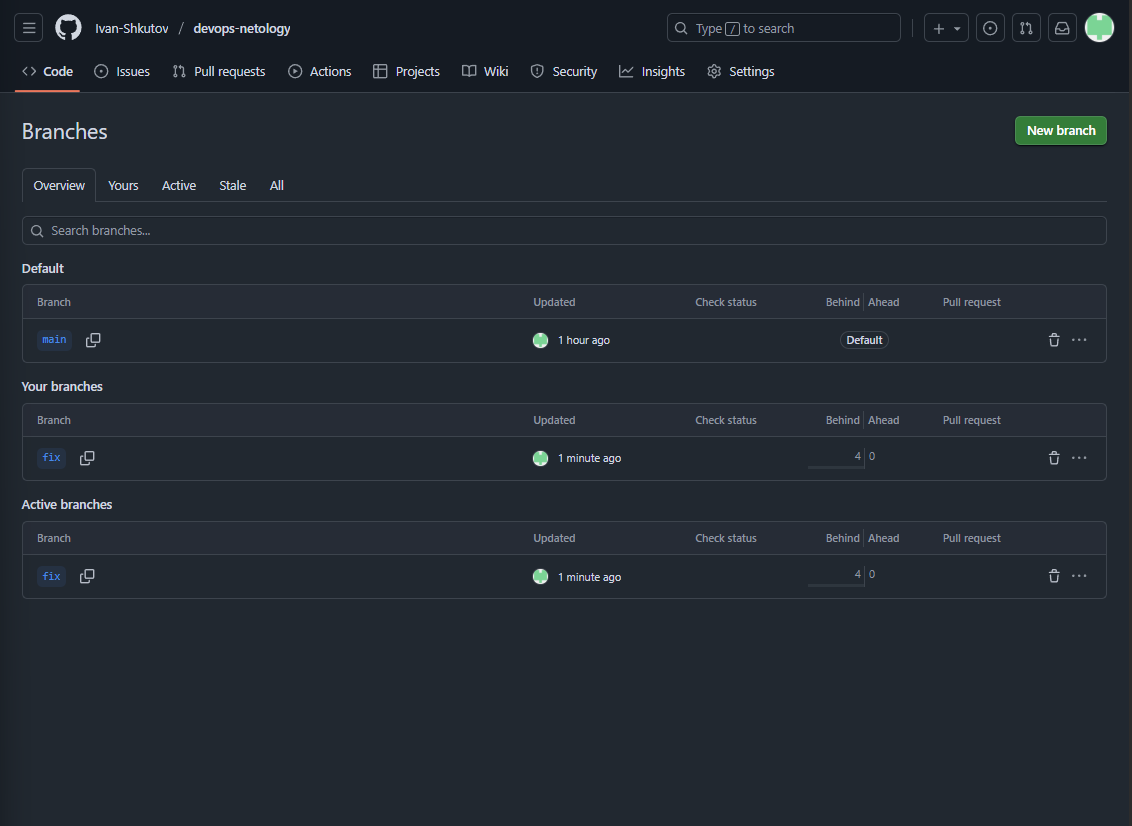 Ivan-Shkutov / devops-netology Type / to search
Code Issues Pull requests Actions Projects Wiki Security Insights Settings
Branches New branch
Overview Yours Active Stale All
Search branches...
Default
Branch Updated Check status Behind Ahead Pull request
main 1 hour ago Default
Your branches
Branch Updated Check status Behind Ahead Pull request
fix 1 minute ago 4 0
Active branches
Branch Updated Check status Behind Ahead Pull request
fix 1 minute ago 4 0